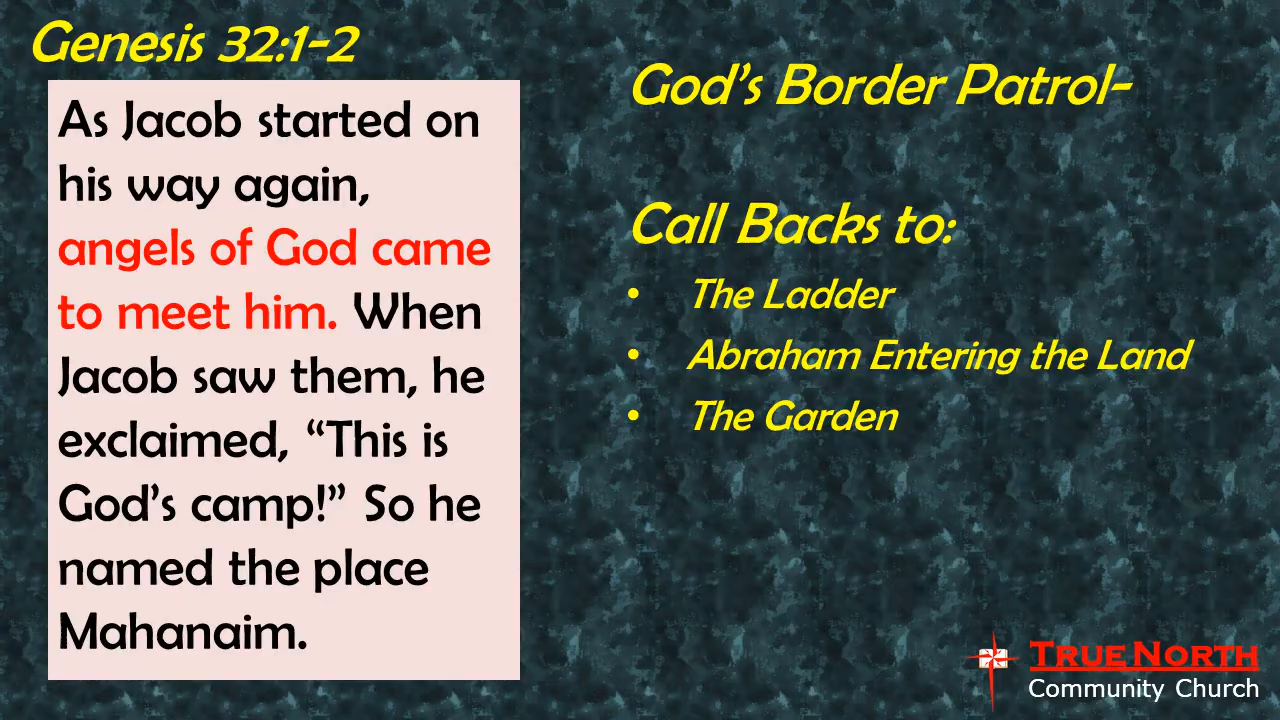 Genesis 32:1-2
As Jacob started on
his way again,
angels of God came
to meet him. When
Jacob saw them, he
exclaimed, “This is
God’s camp!” So he
named the place
Mahanaim.
God’s Border Patrol-
Call Backs to:
• The Ladder
• Abraham Entering the Land
• The Garden
TRUE NORTH
Community Church